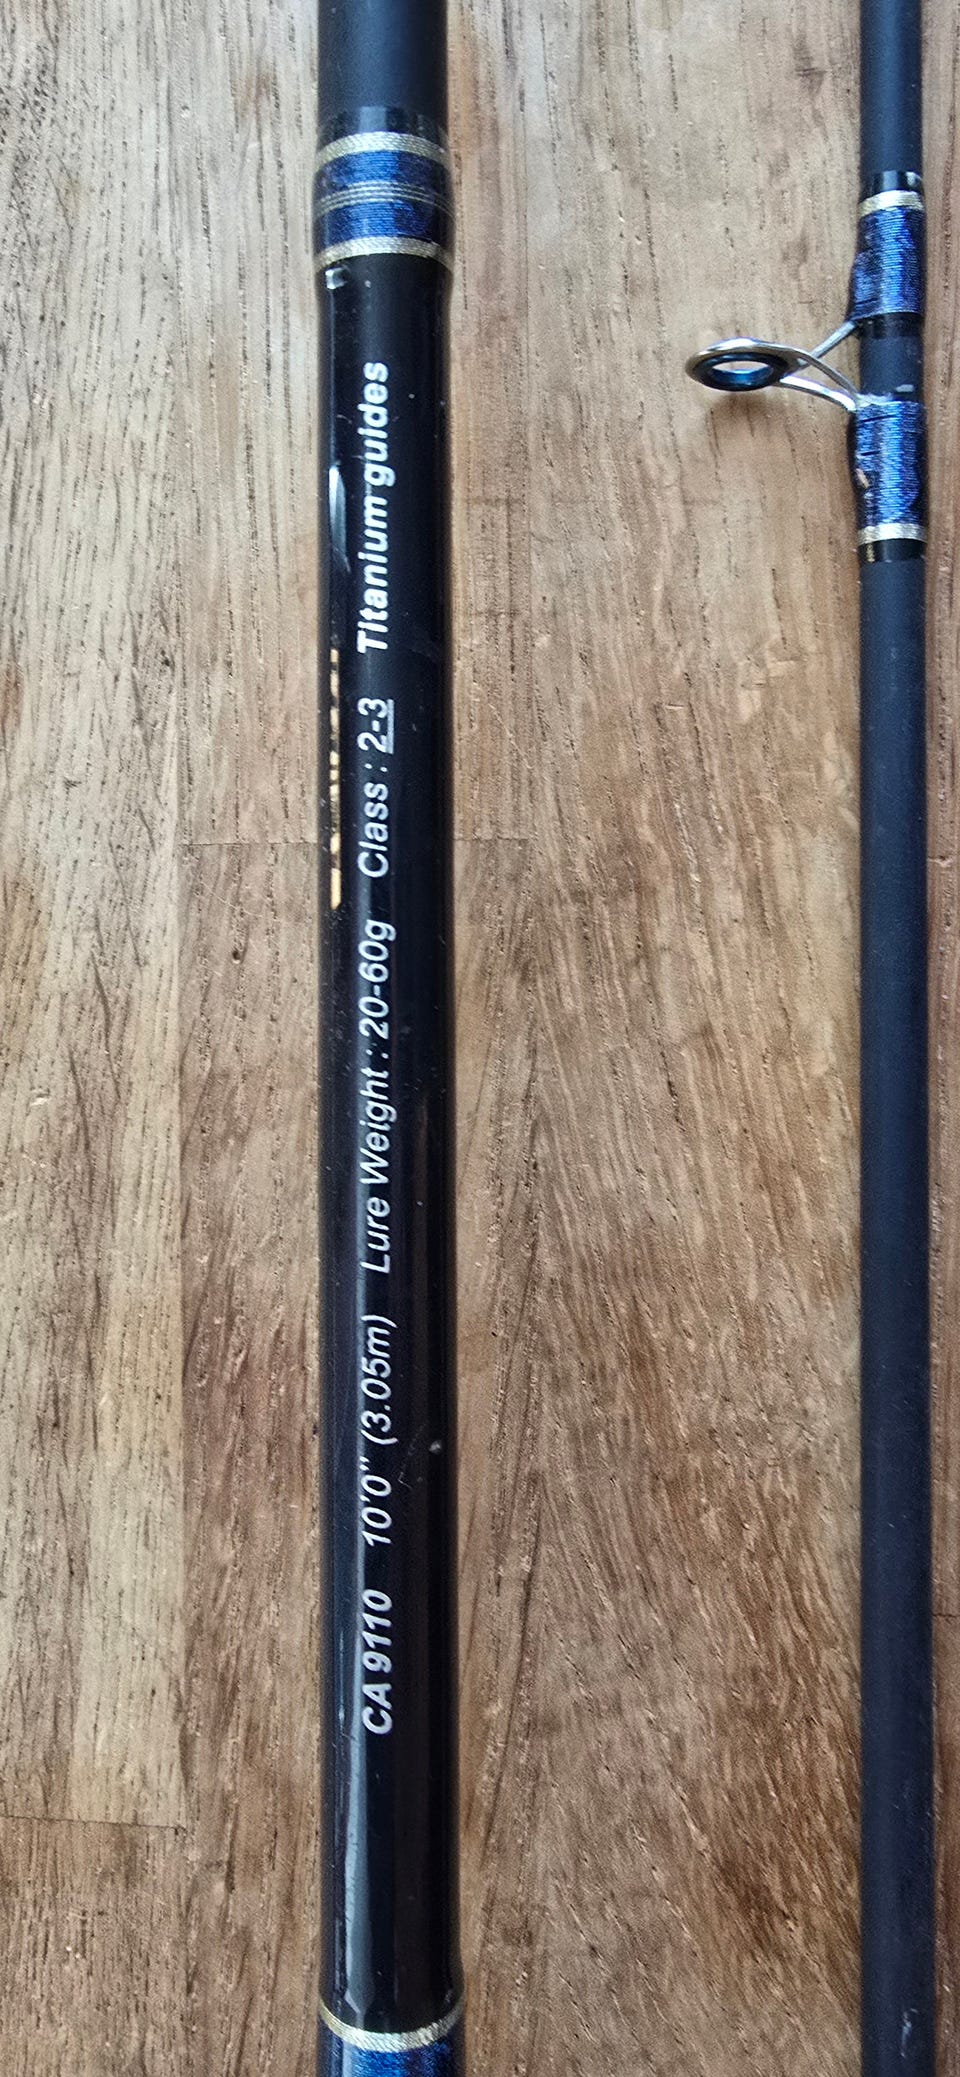 CA 9110 10'0" (3.05m) Lure Weight : 20-60g Class : 2-3 Titanium guides